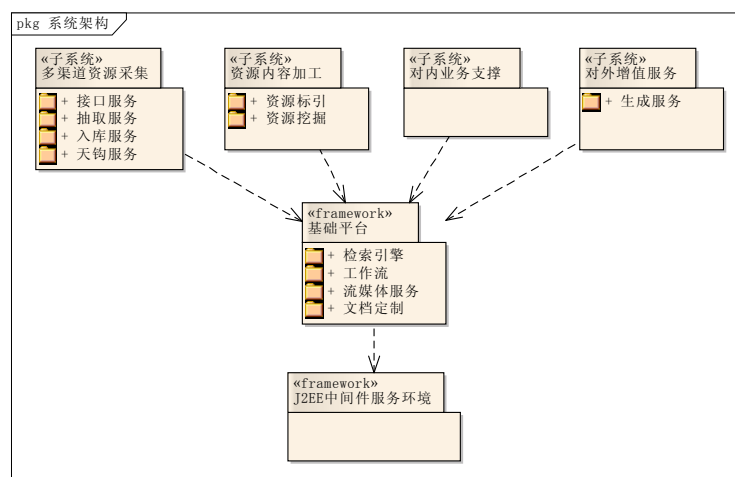 pkg 系统架构
«子系统»
多渠道资源采集
+ 接口服务
+ 抽取服务
+ 入库服务
+ 天钩服务
«子系统»
资源内容加工
+ 资源标引
+ 资源挖掘
«子系统»
对内业务支撑
«子系统»
对外增值服务
+ 生成服务
«framework»
基础平台
+ 检索引擎
+ 工作流
+ 流媒体服务
+ 文档定制
«framework»
J2EE中间件服务环境